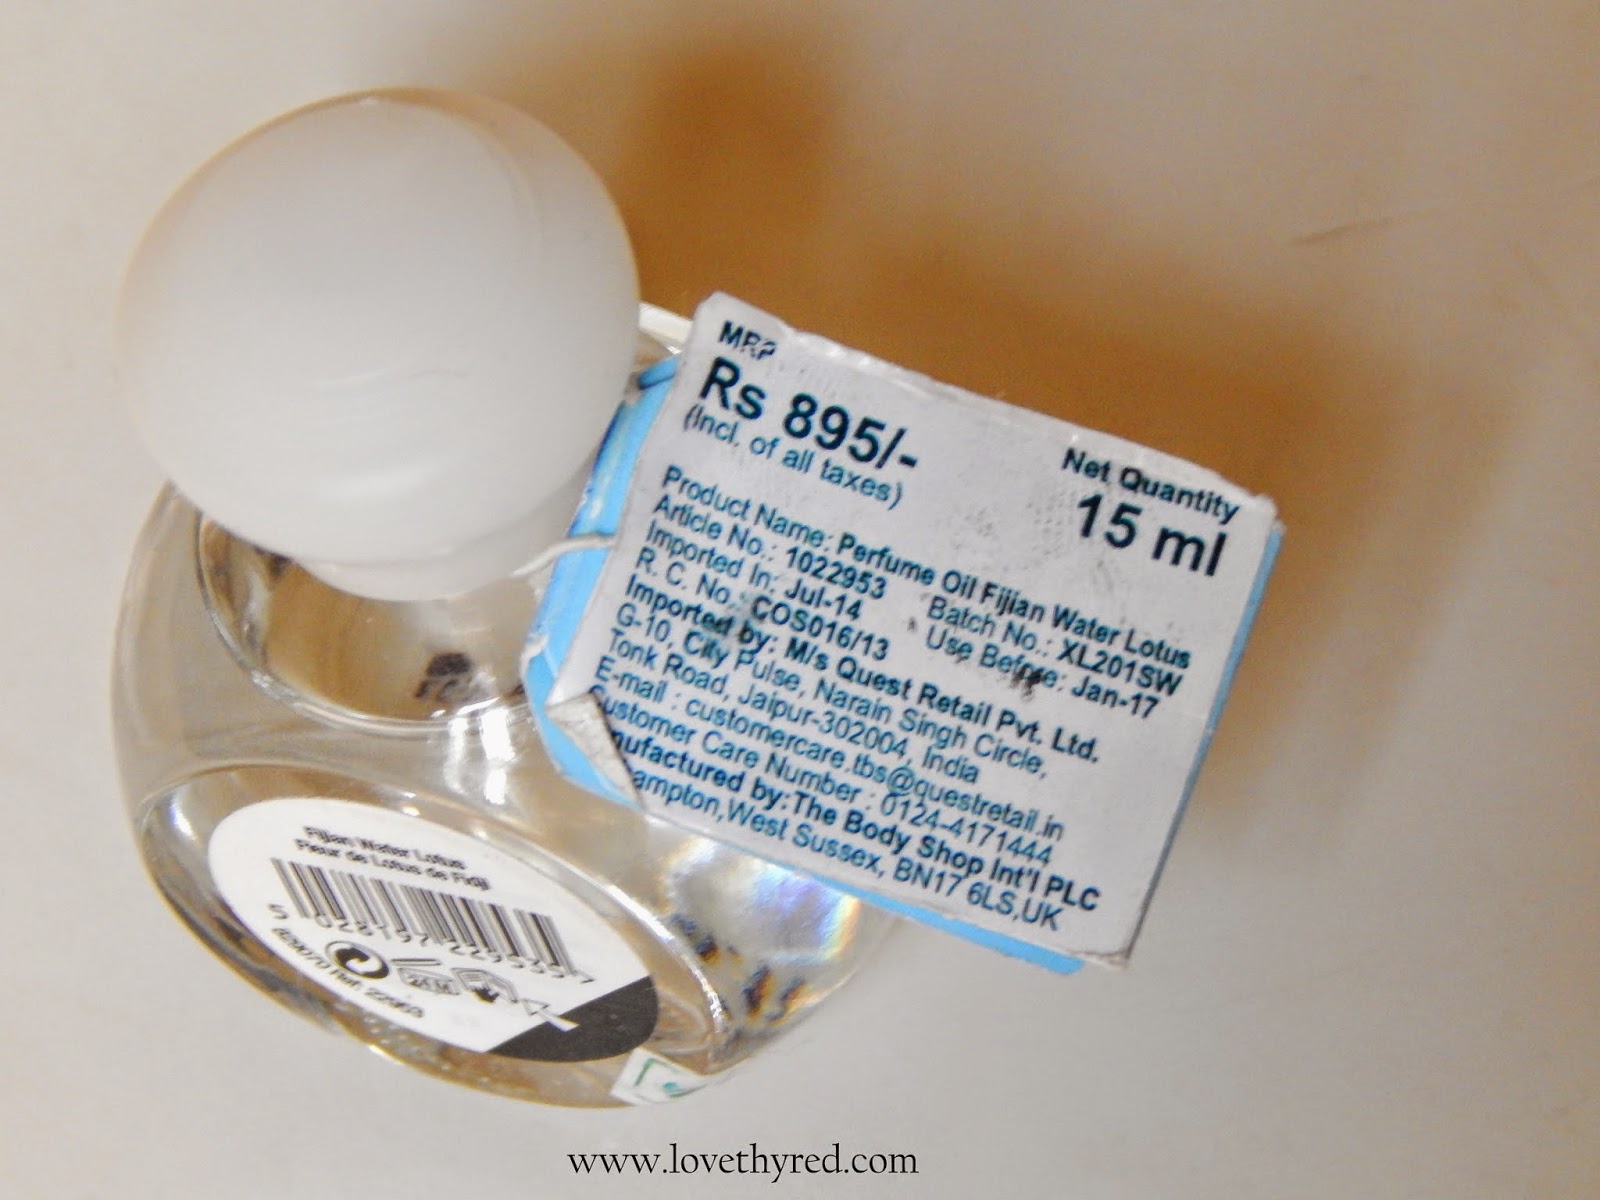 MRP
Rs 895/-
(Incl. of all taxes)
Net Quantity
15 ml
Product Name: Perfume Oil Fijian Water Lotus
Article No.: 1022953 Batch No.: XL201SW
Imported In: Jul-14 Use Before: Jan-17
R. C. No. COS016/13
Imported by: M/s Quest Retail Pvt. Ltd.
G-10, City Pulse, Narain Singh Circle,
Tonk Road, Jaipur-302004, India
E-mail : customercare.tbs@questretail.in
ustomer Care Number : 0124-4171444
nufactured by:The Body Shop Int'l PLC
ampton,West Sussex, BN17 6LS,UK
Fijian Water Lotus
Fleur de Lotus de Fidji
www.lovethyred.com